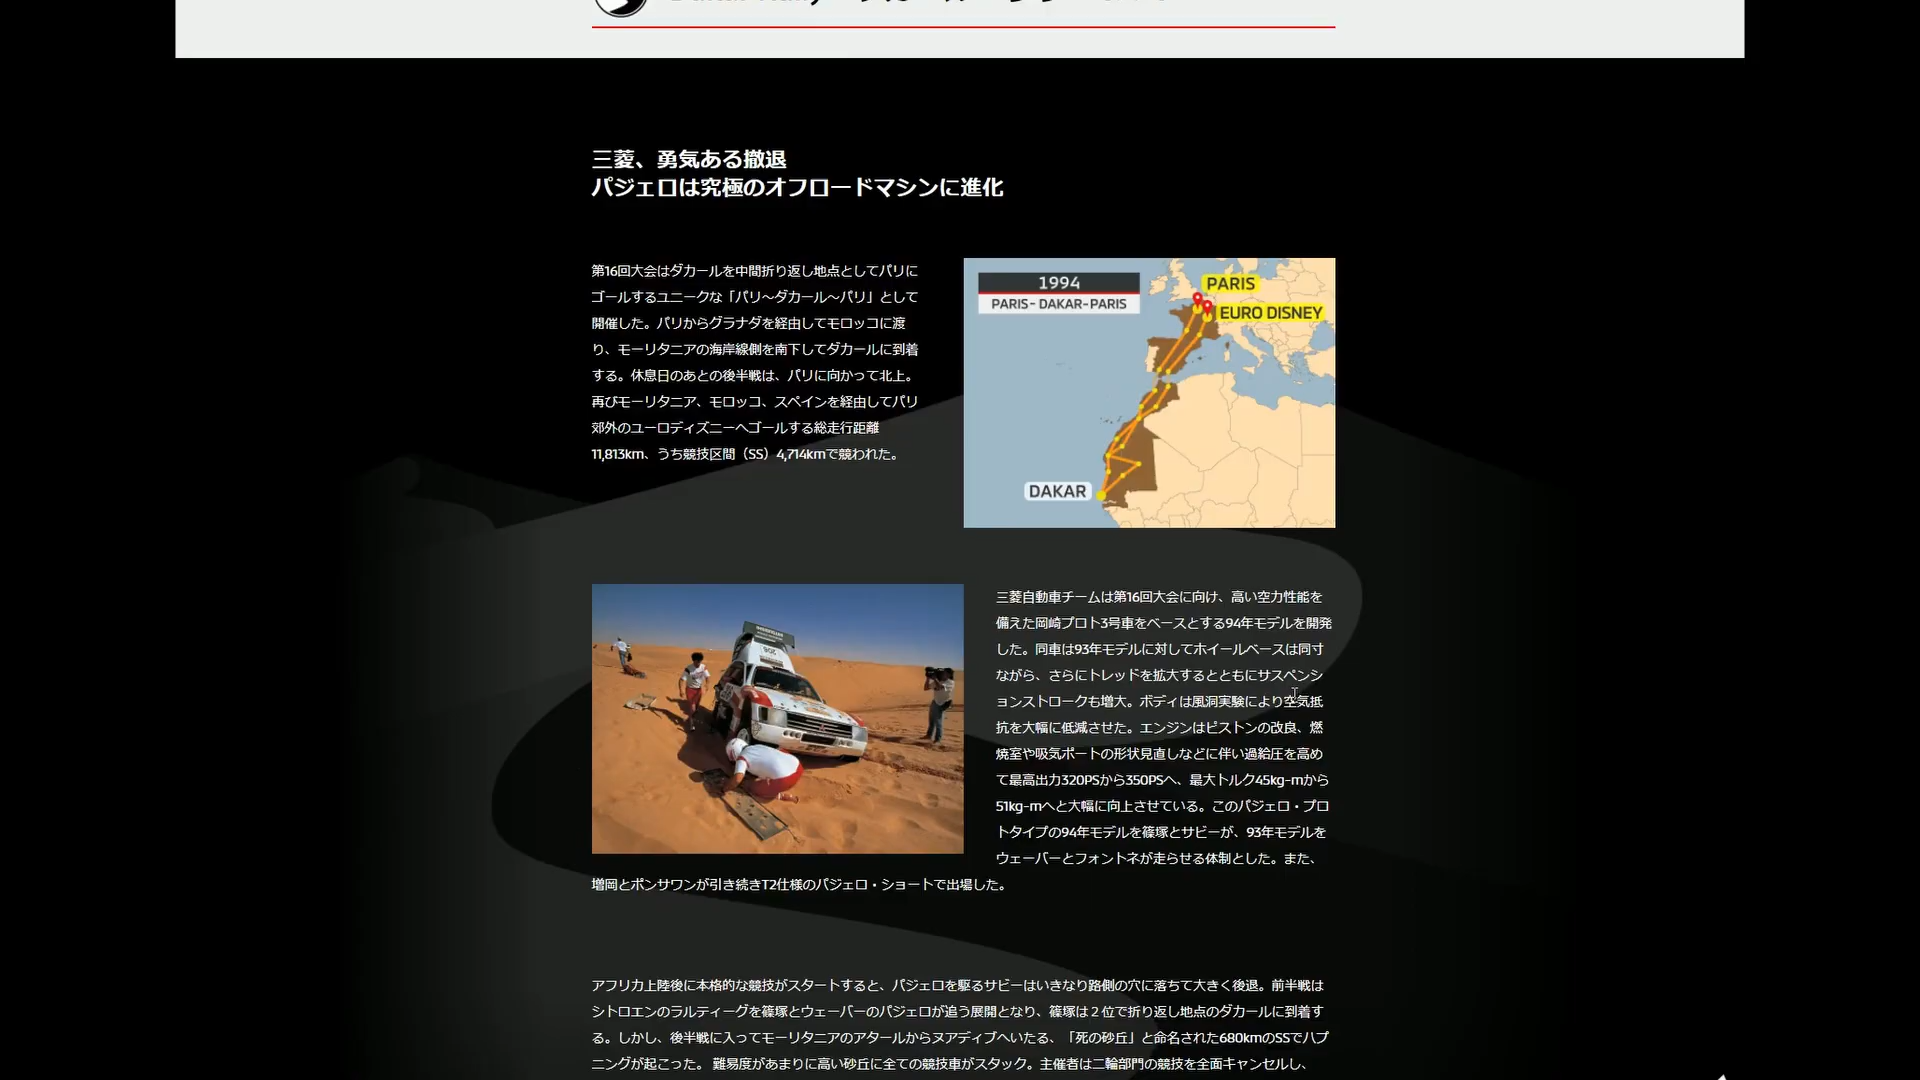 三菱、勇気ある撤退
パジェロは究極のオフロードマシンに進化
第16回大会はダカールを中間折り返し地点としてパリに
ゴールするユニークな「パリ～ダカール～パリ」として
開催した。パリからグラナダを経由してモロッコに渡
り、モーリタニアの海岸線側を南下してダカールに到着
する。休息日のあとの後半戦は、パリに向かって北上。
再びモーリタニア、モロッコ、スペインを経由してパリ
郊外のユーロディズニーへゴールする総走行距離
11,813km、うち競技区間（SS）4,714kmで競われた。
1994
PARIS-DAKAR-PARIS
PARIS
EURO DISNEY
DAKAR
三菱自動車チームは第16回大会に向け、高い空力性能を
備えた岡崎プロト3号車をベースとする94年モデルを開発
した。同車は93年モデルに対してホイールベースは同寸
ながら、さらにトレッドを拡大するとともにサスペンシ
ョンストロークも増大。ボディは風洞実験により空気抵
抗を大幅に低減させた。エンジンはピストンの改良、燃
焼室や吸気ポートの形状見直しなどに伴い過給圧を高め
て最高出力320PSから350PSへ、最大トルク45kg-mから
51kg-mへと大幅に向上させている。このパジェロ・プロ
トタイプの94年モデルを篠塚とサビーが、93年モデルを
ウェーバーとフォントネが走らせる体制とした。また、
増岡とポンサワンが引き続きT2仕様のパジェロ・ショートで出場した。
アフリカ上陸後に本格的な競技がスタートすると、パジェロを駆るサビーはいきなり路側の穴に落ちて大きく後退。前半戦は
シトロエンのラルティーグを篠塚とウェーバーのパジェロが追う展開となり、篠塚は２位で折り返し地点のダカールに到着す
る。しかし、後半戦に入ってモーリタニアのアタールからヌアディブへいたる、「死の砂丘」と命名された680kmのSSでハプ
ニングが起こった。 難易度があまりに高い砂丘に全ての競技車がスタック。主催者は二輪部門の競技を全面キャンセルし、